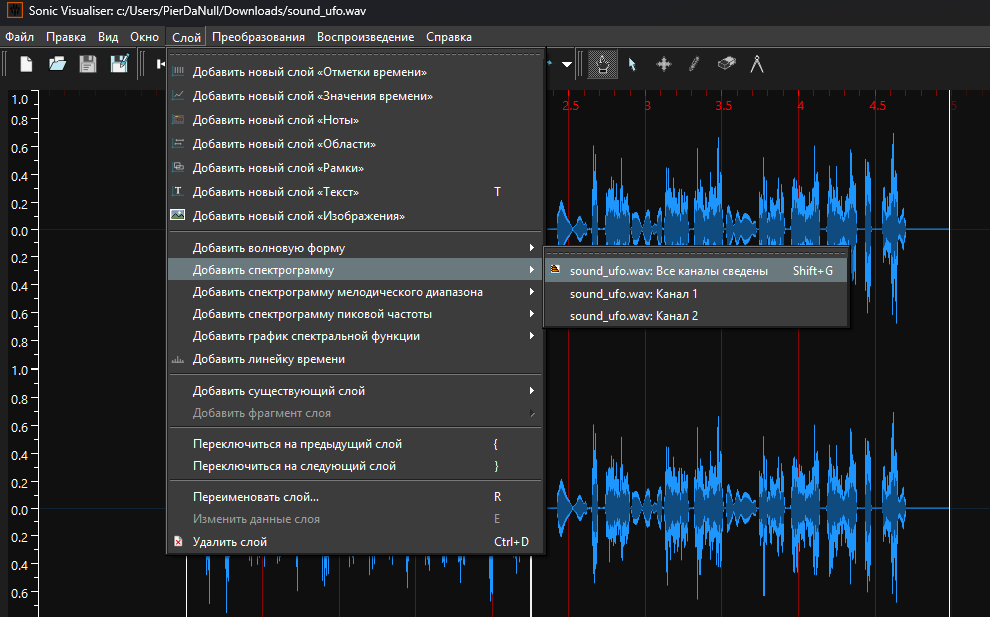 Sonic Visualiser: c:/Users/PierDaNull/Downloads/sound_ufo.wav
Файл Правка Вид Окно Слой Преобразования Воспроизведение Справка
Добавить новый слой «Отметки времени»
Добавить новый слой «Значения времени»
Добавить новый слой «Ноты»
Добавить новый слой «Области»
Добавить новый слой «Рамки»
Добавить новый слой «Текст» T
Добавить новый слой «Изображения»
Добавить волновую форму
Добавить спектрограмму
Добавить спектрограмму мелодического диапазона
Добавить спектрограмму пиковой частоты
Добавить график спектральной функции
Добавить линейку времени
Добавить существующий слой
Добавить фрагмент слоя
Переключиться на предыдущий слой {
Переключиться на следующий слой }
Переименовать слой... R
Изменить данные слоя E
Удалить слой Ctrl+D
sound_ufo.wav: Все каналы сведены Shift+G
sound_ufo.wav: Канал 1
sound_ufo.wav: Канал 2
2.5 3 3.5 4 4.5 5
1.0
0.8
0.6
0.4
0.2
0.0
0.2
0.4
0.6
0.8
1.0
0.8
0.6
0.4
0.2
0.0
0.2
0.4
0.6